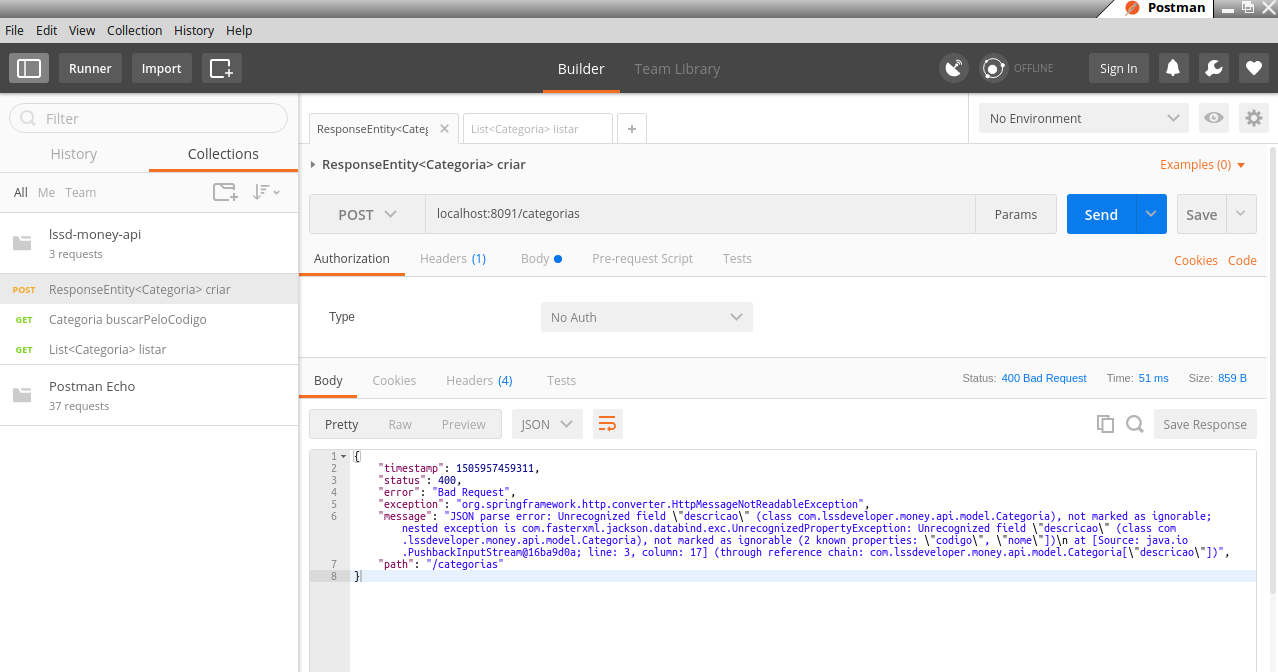 Postman
File Edit View Collection History Help
Runner Import Builder Team Library OFFLINE Sign In
Filter
History Collections
All Me Team
lssd-money-api
3 requests
POST ResponseEntity<Categoria> criar
GET Categoria buscarPeloCodigo
GET List<Categoria> listar
Postman Echo
37 requests
ResponseEntity<Categ List<Categoria> listar + No Environment
ResponseEntity<Categoria> criar Examples (0)
POST localhost:8091/categorias Params Send Save
Authorization Headers (1) Body Pre-request Script Tests Cookies Code
Type No Auth
Body Cookies Headers (4) Tests Status: 400 Bad Request Time: 51 ms Size: 859 B
Pretty Raw Preview JSON Save Response
1 {
2 "timestamp": 1505957459311,
3 "status": 400,
4 "error": "Bad Request",
5 "exception": "org.springframework.http.converter.HttpMessageNotReadableException",
6 "message": "JSON parse error: Unrecognized field \"descricao\" (class com.lssdeveloper.money.api.model.Categoria), not marked as ignorable;
nested exception is com.fasterxml.jackson.databind.exc.UnrecognizedPropertyException: Unrecognized field \"descricao\" (class com
.lssdeveloper.money.api.model.Categoria), not marked as ignorable (2 known properties: \"codigo\", \"nome\"])\n at [Source: java.io
.PushbackInputStream@16ba9d0a; line: 3, column: 17] (through reference chain: com.lssdeveloper.money.api.model.Categoria[\"descricao\"])",
7 "path": "/categorias"
8 }